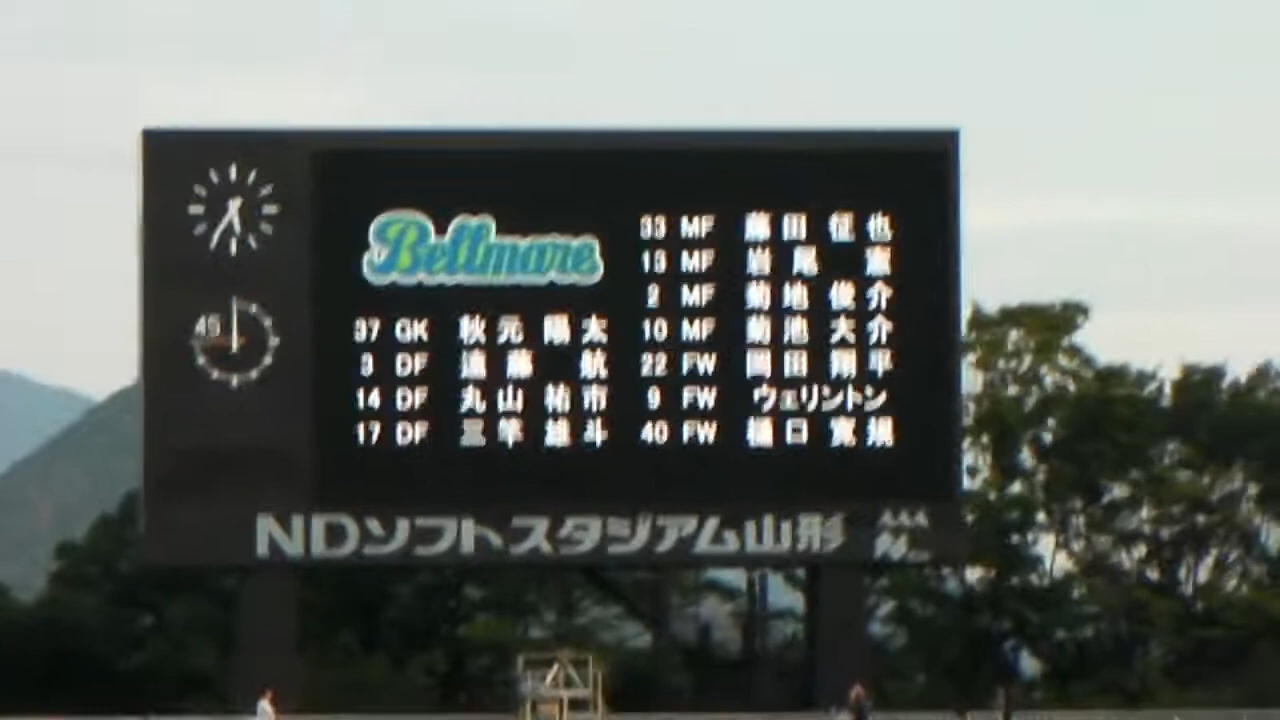 Bellmare
37 GK 秋元 陽太
3 DF 遠藤 航
14 DF 丸山 祐市
17 DF 三竿 雄斗
33 MF 藤田 征也
13 MF 岩尾 憲
2 MF 菊地 俊介
10 MF 菊池 大介
22 FW 岡田 翔平
9 FW ウェリントン
40 FW 樋口 寛規
45
NDソフトスタジアム山形